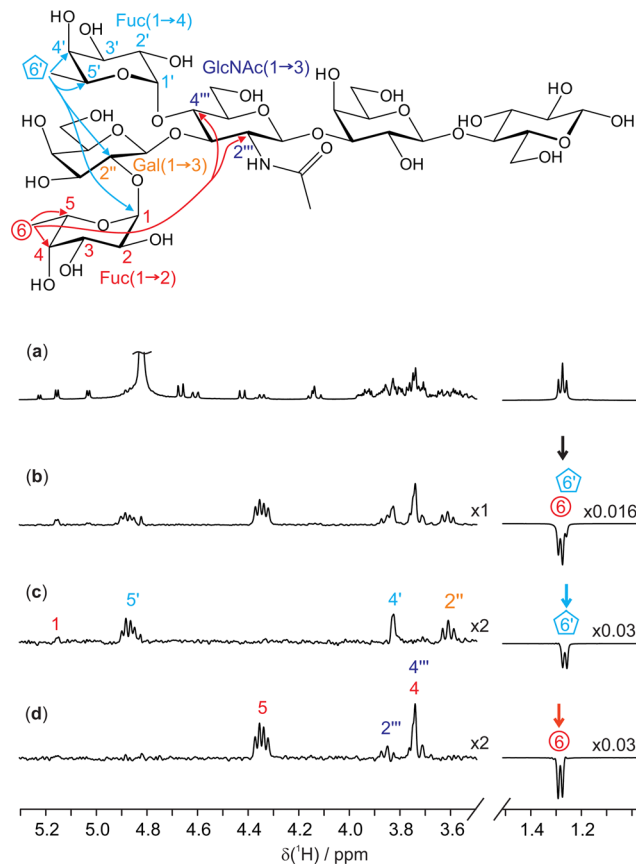 Fuc(1→4)
OH
2'
OH
4'
3'
HO
OH
6'
5'
O
1'
GlcNAc(1→3)
HO
OH
OH
O
4'''
O
O
OH
HO
OH
OH
OH
O
O
O
O
O
O
HO
2''
Gal(1→3)
2'''
NH
O
OH
OH
O
5
O
1
6
4
3
2
OH
HO
OH
Fuc(1→2)
(a)
(b)
6'
6
x1
x0.016
(c)
1
5'
4'
2''
6'
x2
x0.03
4'''
(d)
5
2'''
4
6
x2
x0.03
5.2 5.0 4.8 4.6 4.4 4.2 4.0 3.8 3.6 1.4 1.2
δ(¹H) / ppm